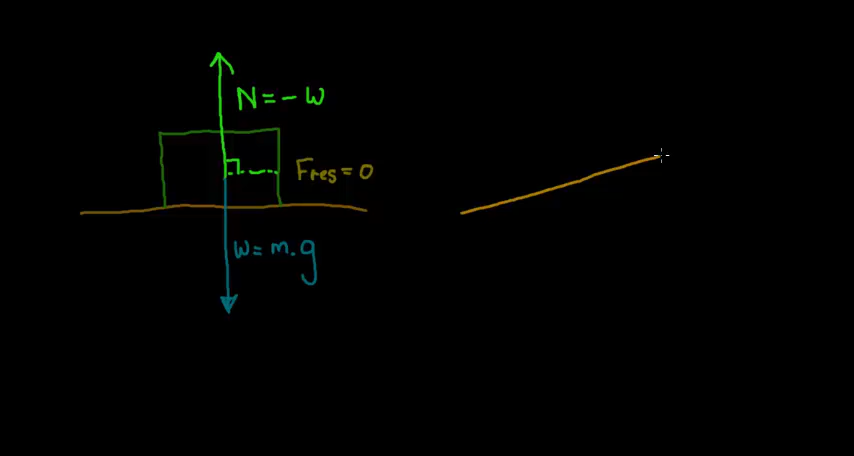 N = - W
Fres = 0
W = m.g